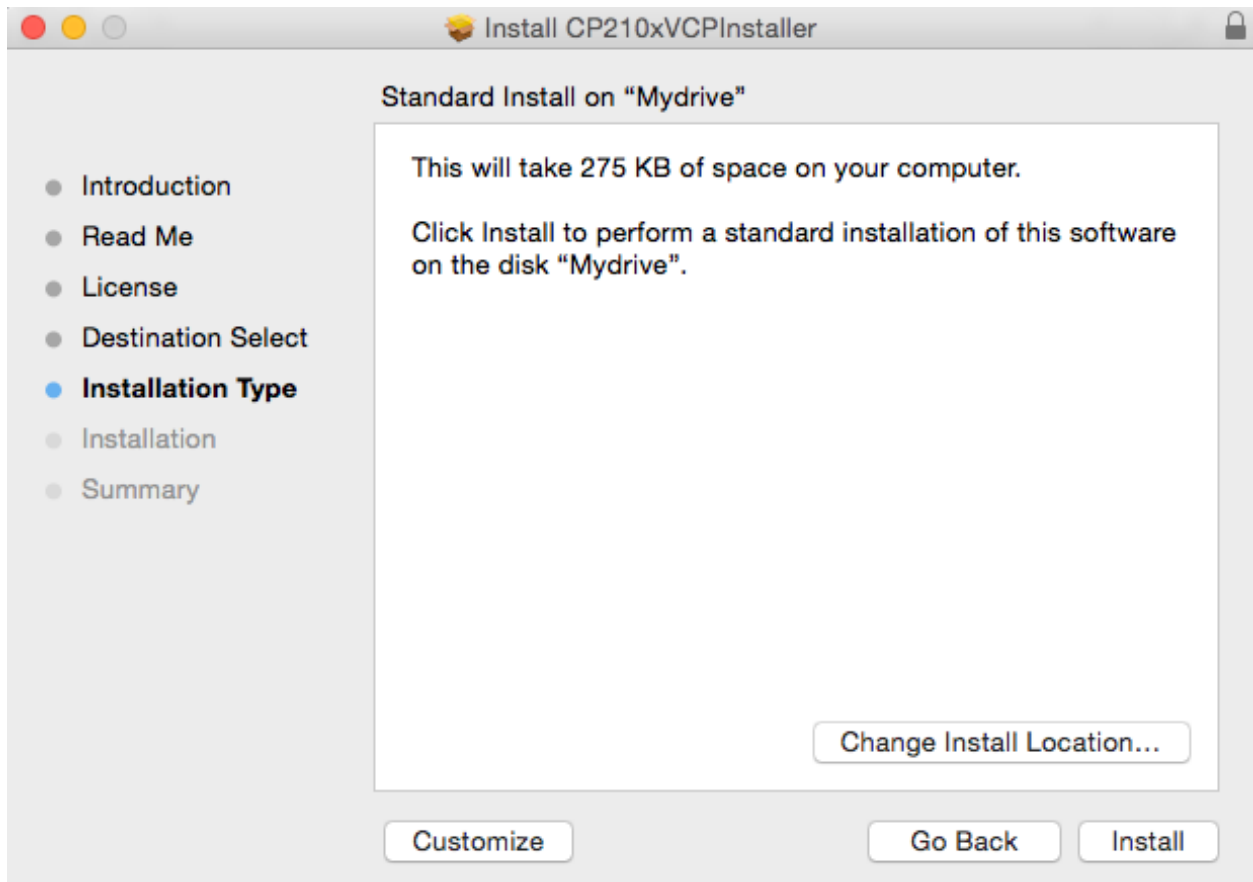 Install CP210xVCPInstaller
Standard Install on “Mydrive”
Introduction
Read Me
License
Destination Select
Installation Type
Installation
Summary
This will take 275 KB of space on your computer.
Click Install to perform a standard installation of this software
on the disk “Mydrive”.
Change Install Location...
Customize
Go Back
Install